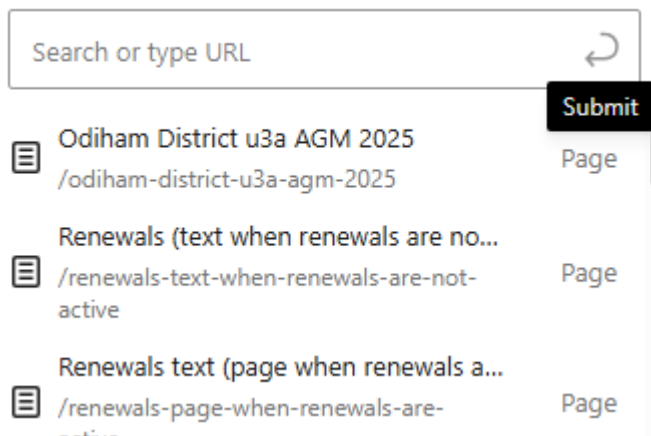 Search or type URL
Submit
Odiham District u3a AGM 2025
/odiham-district-u3a-agm-2025
Page
Renewals (text when renewals are no...
/renewals-text-when-renewals-are-not-
active
Page
Renewals text (page when renewals a...
/renewals-page-when-renewals-are-
Page